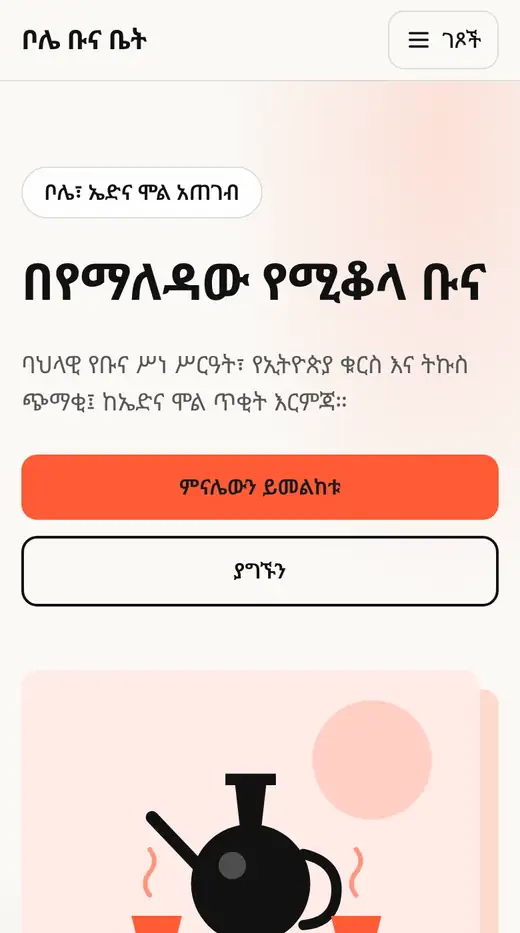 ቦሌ ቡና ቤት
ገጾች
ቦሌ፣ ኤድና ሞል አጠገብ
በየማለዳው የሚቆላ ቡና
ባህላዊ የቡና ሥነ ሥርዓት፣ የኢትዮጵያ ቁርስ እና ትኩስ
ጭማቂ፤ ከኤድና ሞል ጥቂት እርምጃ።
ምናሌውን ይመልከቱ
ያግኙን